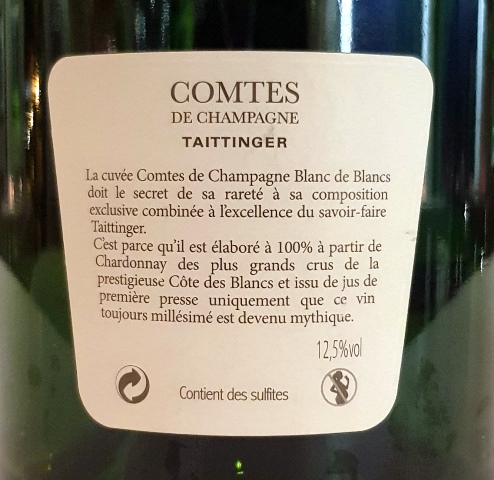 COMTES
DE CHAMPAGNE
TAITTINGER
La cuvée Comtes de Champagne Blanc de Blancs
doit le secret de sa rareté à sa composition
exclusive combinée à l'excellence du savoir-faire
Taittinger.
C'est parce qu'il est élaboré à 100% à partir de
Chardonnay des plus grands crus de la
prestigieuse Côte des Blancs et issu de jus de
première presse uniquement que ce vin
toujours millésimé est devenu mythique.
12,5%vol
Contient des sulfites